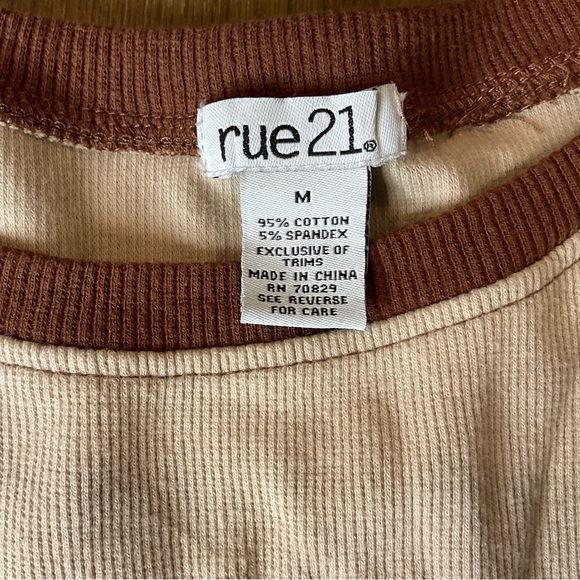 rue21®
M
95% COTTON
5% SPANDEX
EXCLUSIVE OF
TRIMS
MADE IN CHINA
RN 70829
SEE REVERSE
FOR CARE